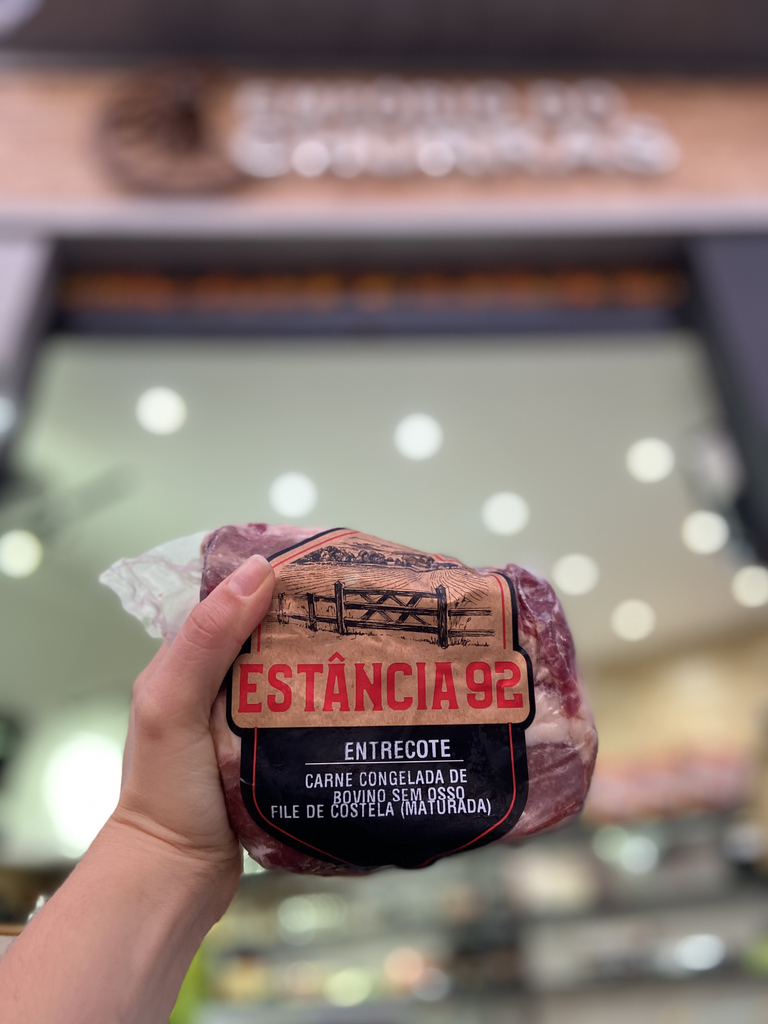 ESTÂNCIA 92
ENTRECOTE
CARNE CONGELADA DE
BOVINO SEM OSSO
FILE DE COSTELA (MATURADA)